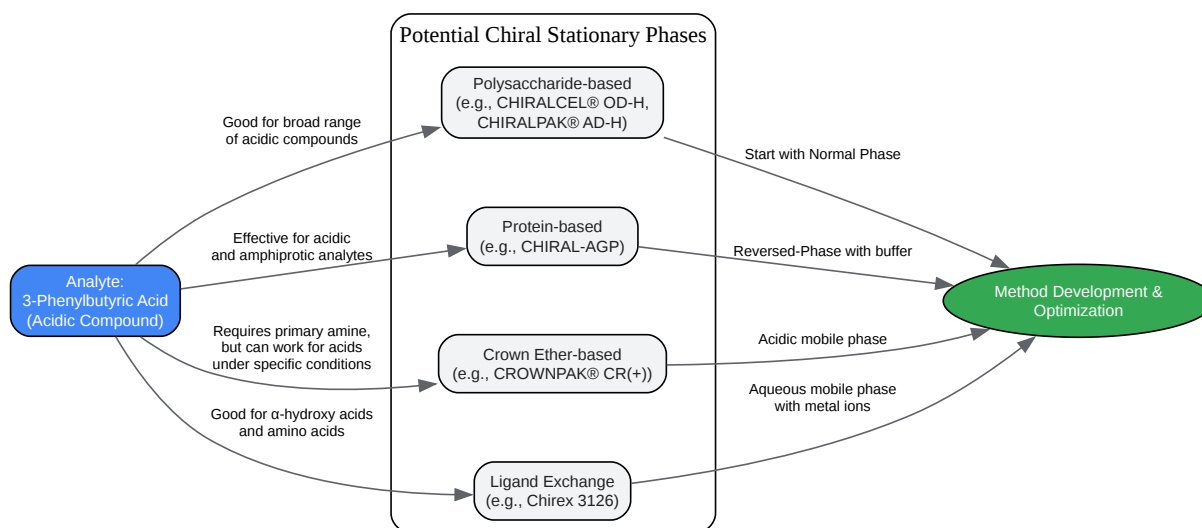 Potential Chiral Stationary Phases
Polysaccharide-based
(e.g., CHIRALCEL® OD-H,
CHIRALPAK® AD-H)
Good for broad range
of acidic compounds
Start with Normal Phase
Protein-based
(e.g., CHIRAL-AGP)
Effective for acidic
and amphiprotic analytes
Reversed-Phase with buffer
Analyte:
3-Phenylbutyric Acid
(Acidic Compound)
Method Development &
Optimization
Requires primary amine,
but can work for acids
under specific conditions
Crown Ether-based
(e.g., CROWNPAK® CR(+))
Acidic mobile phase
Good for α-hydroxy acids
and amino acids
Aqueous mobile phase
with metal ions
Ligand Exchange
(e.g., Chirex 3126)